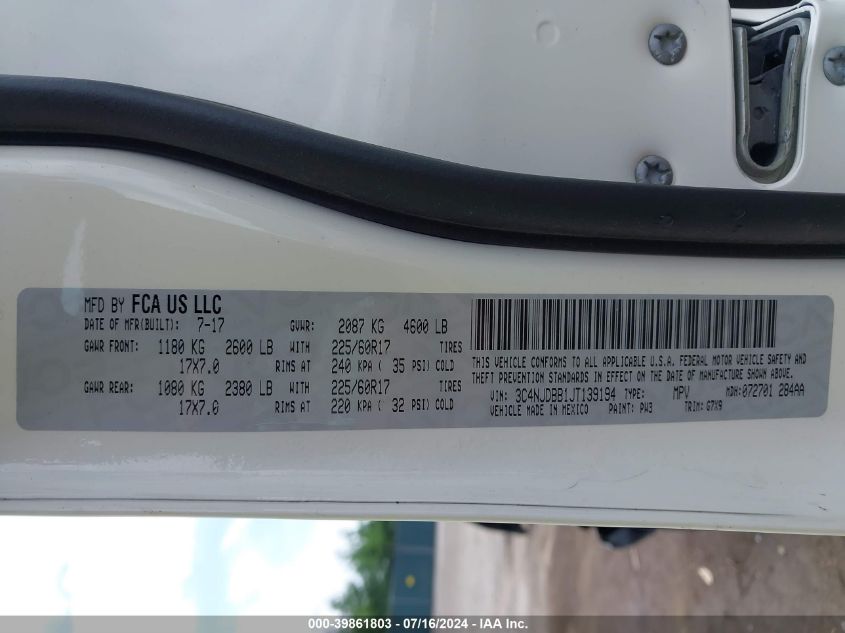 MFD BY FCA US LLC
DATE OF MFR(BUILT): 7-17 GVWR: 2087 KG 4600 LB
GAWR FRONT: 1180 KG 2600 LB WITH 225/60R17 TIRES
17X7.0 RIMS AT 240 KPA ( 35 PSI) COLD
GAWR REAR: 1080 KG 2380 LB WITH 225/60R17 TIRES
17X7.0 RIMS AT 220 KPA ( 32 PSI) COLD
THIS VEHICLE CONFORMS TO ALL APPLICABLE U.S.A. FEDERAL MOTOR VEHICLE SAFETY AND
THEFT PREVENTION STANDARDS IN EFFECT ON THE DATE OF MANUFACTURE SHOWN ABOVE.
VIN: 3C4NJDBB1JT139194 TYPE: MPV MDH:072701 284AA
VEHICLE MADE IN MEXICO PAINT: PW3 TRIM: G7X9
000-39861803 - 07/16/2024 - IAA Inc.